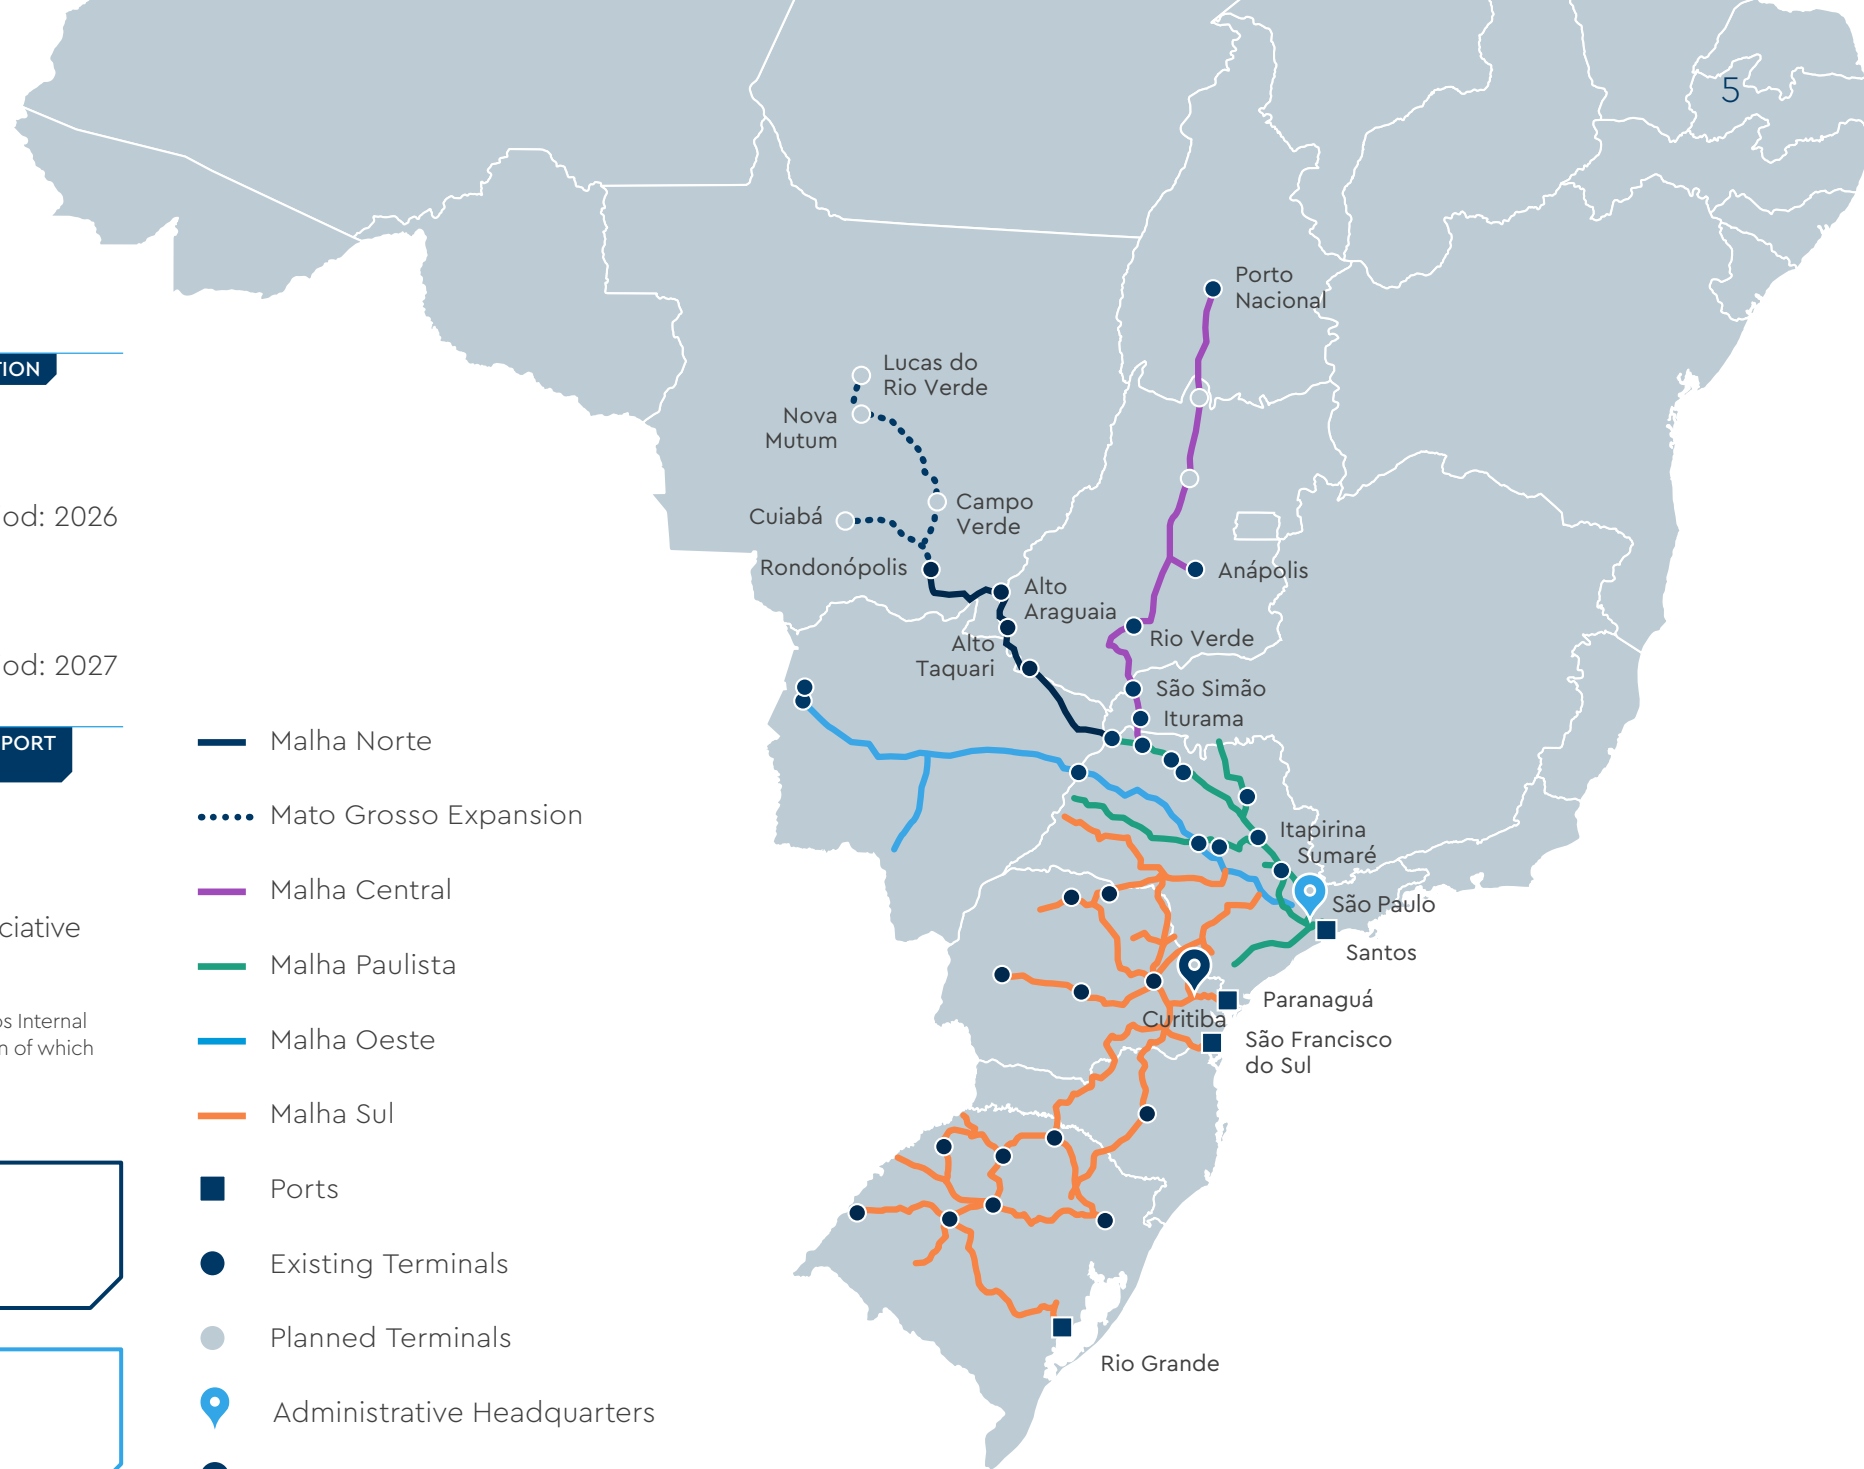 5
TION
od: 2026
od: 2027
PORT
ciative
os Internal
n of which
Malha Norte
Mato Grosso Expansion
Malha Central
Malha Paulista
Malha Oeste
Malha Sul
Ports
Existing Terminals
Planned Terminals
Administrative Headquarters
Porto
Nacional
Lucas do
Rio Verde
Nova
Mutum
Campo
Verde
Cuiabá
Rondonópolis
Alto
Araguaia
Alto
Taquari
Anápolis
Rio Verde
São Simão
Iturama
Itapirina
Sumaré
São Paulo
Santos
Paranaguá
Curitiba
São Francisco
do Sul
Rio Grande